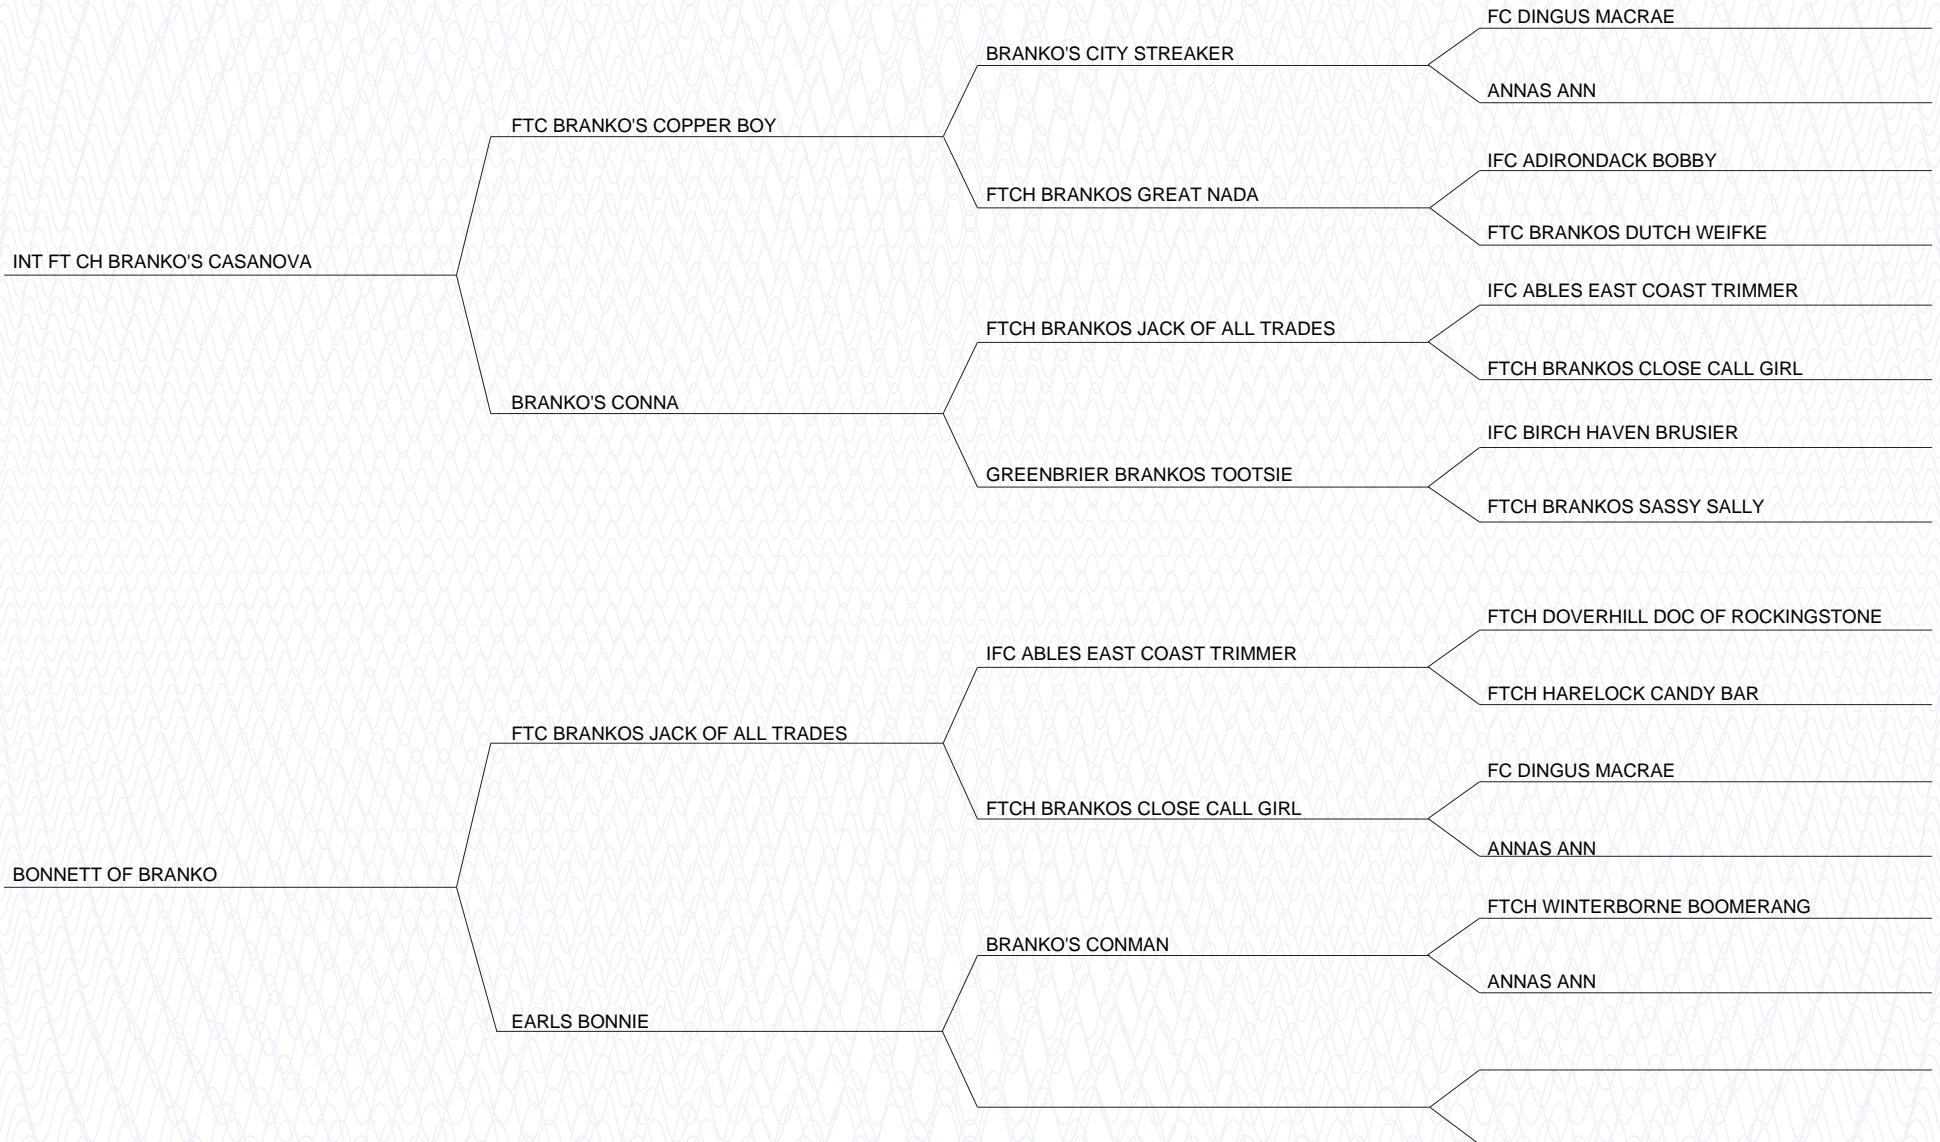 FC DINGUS MACRAE
BRANKO'S CITY STREAKER
ANNAS ANN
FTC BRANKO'S COPPER BOY
IFC ADIRONDACK BOBBY
FTCH BRANKOS GREAT NADA
FTC BRANKOS DUTCH WEIFKE
INT FT CH BRANKO'S CASANOVA
IFC ABLES EAST COAST TRIMMER
FTCH BRANKOS JACK OF ALL TRADES
FTCH BRANKOS CLOSE CALL GIRL
BRANKO'S CONNA
IFC BIRCH HAVEN BRUSIER
GREENBRIER BRANKOS TOOTSIE
FTCH BRANKOS SASSY SALLY
FTCH DOVERHILL DOC OF ROCKINGSTONE
IFC ABLES EAST COAST TRIMMER
FTCH HARELOCK CANDY BAR
FTC BRANKOS JACK OF ALL TRADES
FC DINGUS MACRAE
FTCH BRANKOS CLOSE CALL GIRL
ANNAS ANN
BONNETT OF BRANKO
FTCH WINTERBORNE BOOMERANG
BRANKO'S CONMAN
ANNAS ANN
EARLS BONNIE